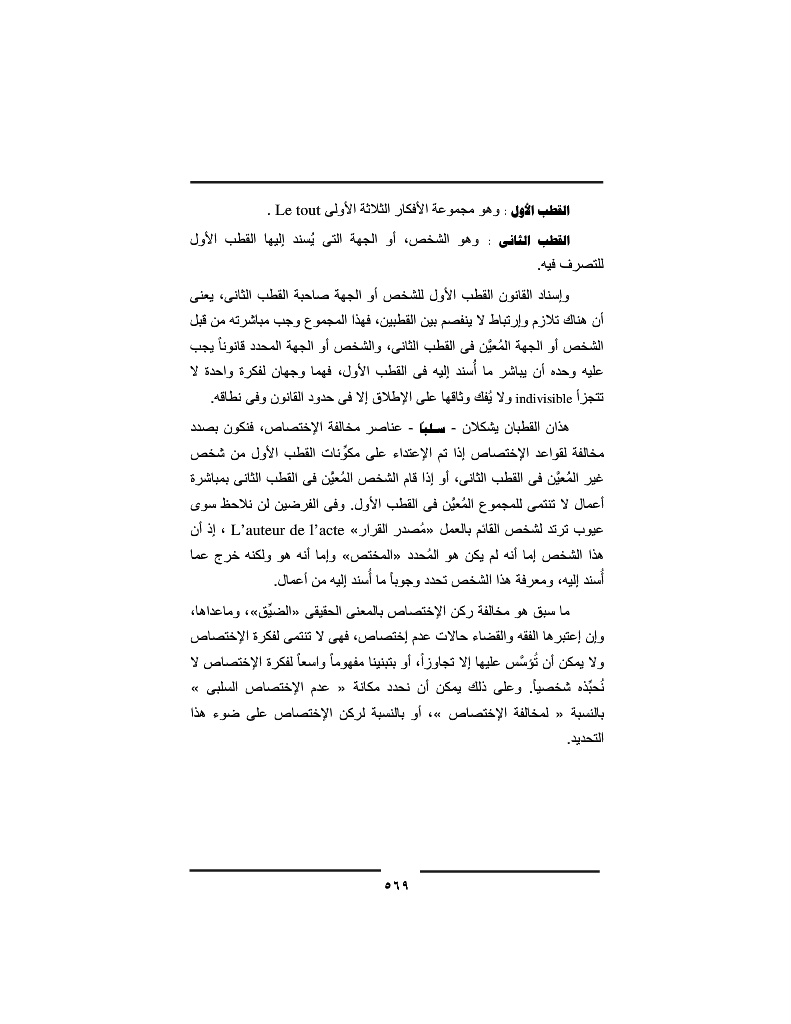 القطب الأول : وهو مجموعة الأفكار الثلاثة الأولى Le tout .
القطب الثانى : وهو الشخص، أو الجهة التى يُسند إليها القطب الأول
للتصرف فيه.
وإسناد القانون القطب الأول للشخص أو الجهة صاحبة القطب الثانى، يعنى
أن هناك تلازم وإرتباط لا ينفصم بين القطبين، فهذا المجموع وجب مباشرته من قبل
الشخص أو الجهة المُعيَّن فى القطب الثانى، والشخص أو الجهة المحدد قانوناً يجب
عليه وحده أن يباشر ما أُسند إليه فى القطب الأول، فهما وجهان لفكرة واحدة لا
تتجزأ indivisible ولا يُفك وثاقها على الإطلاق إلا فى حدود القانون وفى نطاقه.
هذان القطبان يشكلان - سلباً - عناصر مخالفة الإختصاص، فنكون بصدد
مخالفة لقواعد الإختصاص إذا تم الإعتداء على مكوِّنات القطب الأول من شخص
غير المُعيَّن فى القطب الثانى، أو إذا قام الشخص المُعيَّن فى القطب الثانى بمباشرة
أعمال لا تنتمى للمجموع المُعيَّن فى القطب الأول. وفى الفرضين لن نلاحظ سوى
عيوب ترتد لشخص القائم بالعمل «مُصدر القرار» L’auteur de l’acte ، إذ أن
هذا الشخص إما أنه لم يكن هو المُحدد «المختص» وإما أنه هو ولكنه خرج عما
أُسند إليه، ومعرفة هذا الشخص تحدد وجوباً ما أُسند إليه من أعمال.
ما سبق هو مخالفة ركن الإختصاص بالمعنى الحقيقى «الضيِّق»، وماعداها،
وإن إعتبرها الفقه والقضاء حالات عدم إختصاص، فهى لا تنتمى لفكرة الإختصاص
ولا يمكن أن تُؤسَّس عليها إلا تجاوزاً، أو بتبنينا مفهوماً واسعاً لفكرة الإختصاص لا
نُحبِّذه شخصياً. وعلى ذلك يمكن أن نحدد مكانة « عدم الإختصاص السلبى »
بالنسبة « لمخالفة الإختصاص »، أو بالنسبة لركن الإختصاص على ضوء هذا
التحديد.
٥٦٩